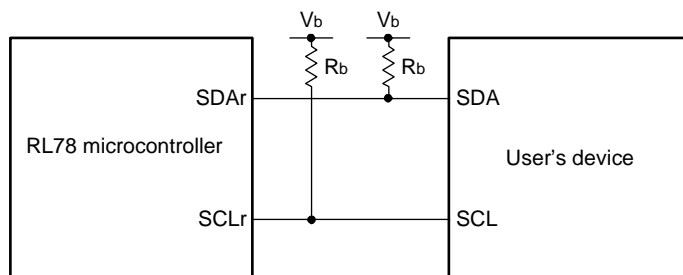 Vb Vb
Rb Rb
SDAr SDA
RL78 microcontroller User's device
SCLr SCL